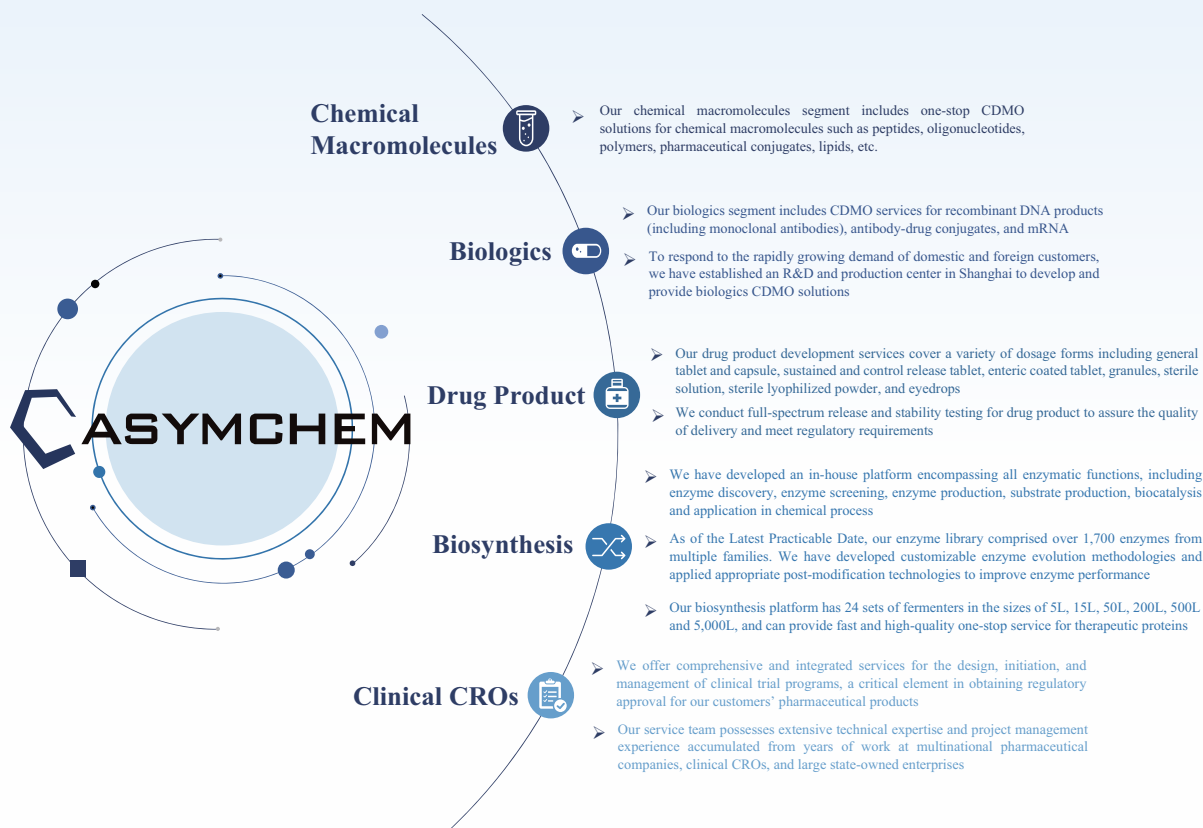 Chemical
Macromolecules
Our chemical macromolecules segment includes one-stop CDMO
solutions for chemical macromolecules such as peptides, oligonucleotides,
polymers, pharmaceutical conjugates, lipids, etc.
Biologics
Our biologics segment includes CDMO services for recombinant DNA products
(including monoclonal antibodies), antibody-drug conjugates, and mRNA
To respond to the rapidly growing demand of domestic and foreign customers,
we have established an R&D and production center in Shanghai to develop and
provide biologics CDMO solutions
ASYMCHEM
Drug Product
Our drug product development services cover a variety of dosage forms including general
tablet and capsule, sustained and control release tablet, enteric coated tablet, granules, sterile
solution, sterile lyophilized powder, and eyedrops
We conduct full-spectrum release and stability testing for drug product to assure the quality
of delivery and meet regulatory requirements
Biosynthesis
We have developed an in-house platform encompassing all enzymatic functions, including
enzyme discovery, enzyme screening, enzyme production, substrate production, biocatalysis
and application in chemical process
As of the Latest Practicable Date, our enzyme library comprised over 1,700 enzymes from
multiple families. We have developed customizable enzyme evolution methodologies and
applied appropriate post-modification technologies to improve enzyme performance
Our biosynthesis platform has 24 sets of fermenters in the sizes of 5L, 15L, 50L, 200L, 500L
and 5,000L, and can provide fast and high-quality one-stop service for therapeutic proteins
Clinical CROs
We offer comprehensive and integrated services for the design, initiation, and
management of clinical trial programs, a critical element in obtaining regulatory
approval for our customers' pharmaceutical products
Our service team possesses extensive technical expertise and project management
experience accumulated from years of work at multinational pharmaceutical
companies, clinical CROs, and large state-owned enterprises